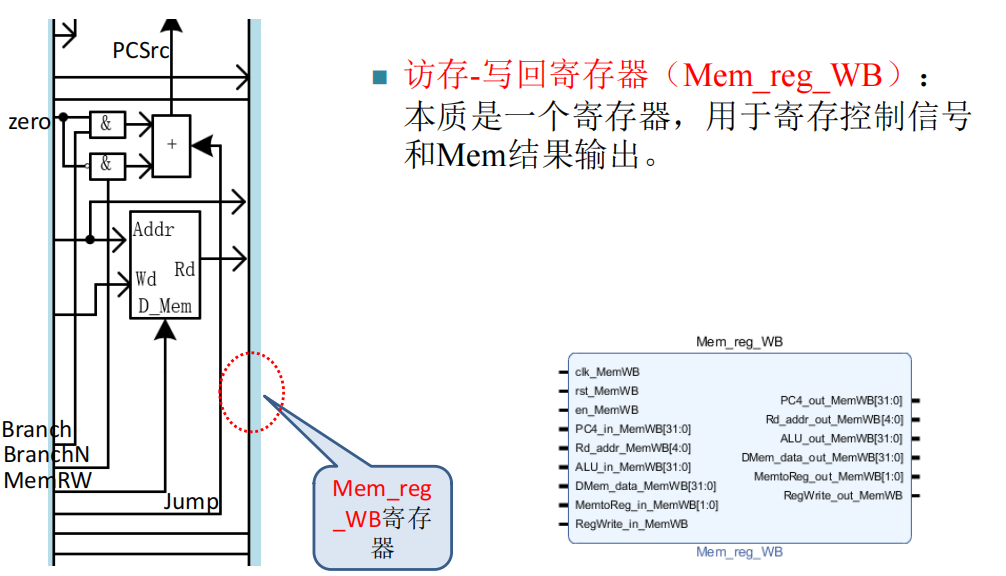 PCSrc
zero
&
+
&
Addr
Rd
Wd
D_Mem
Branch
BranchN
MemRW
Jump
Mem_reg
_WB寄存
器
■ 访存-写回寄存器（Mem_reg_WB）：
本质是一个寄存器，用于寄存控制信号
和Mem结果输出。
Mem_reg_WB
clk_MemWB
rst_MemWB
en_MemWB
PC4_in_MemWB[31:0]
Rd_addr_MemWB[4:0]
ALU_in_MemWB[31:0]
DMem_data_MemWB[31:0]
MemtoReg_in_MemWB[1:0]
RegWrite_in_MemWB
PC4_out_MemWB[31:0]
Rd_addr_out_MemWB[4:0]
ALU_out_MemWB[31:0]
DMem_data_out_MemWB[31:0]
MemtoReg_out_MemWB[1:0]
RegWrite_out_MemWB
Mem_reg_WB